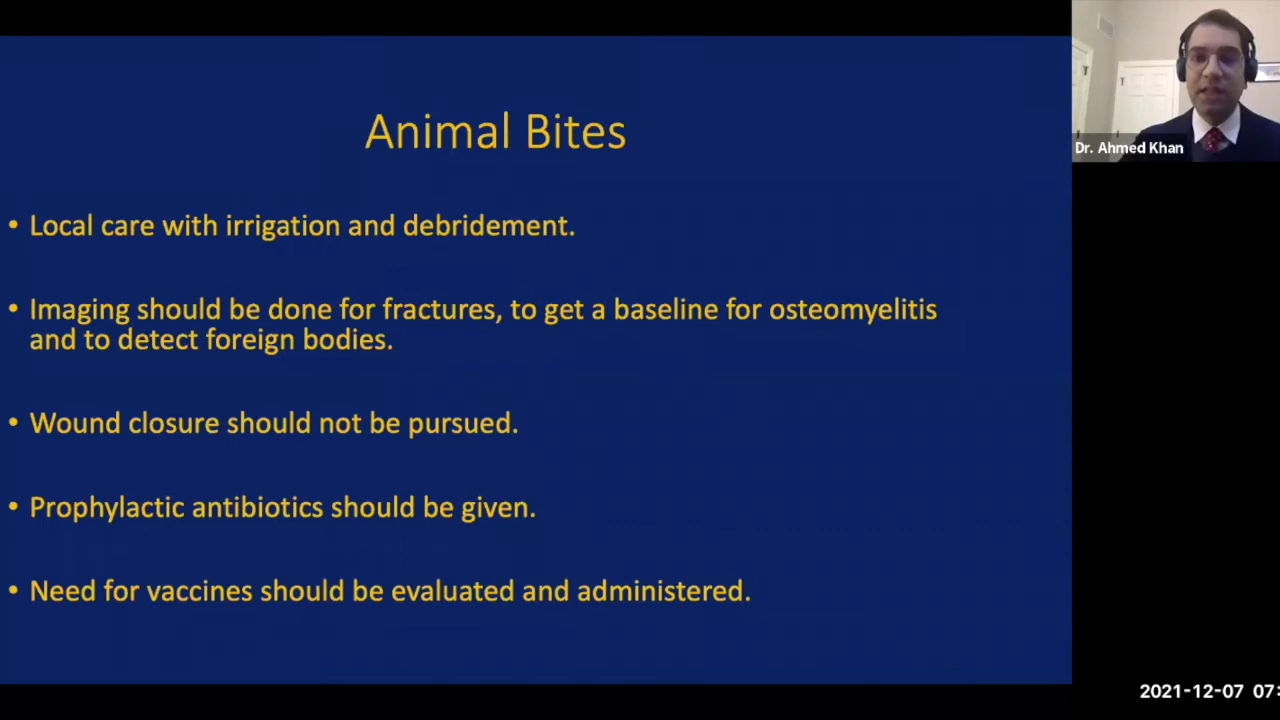 Animal Bites
• Local care with irrigation and debridement.
• Imaging should be done for fractures, to get a baseline for osteomyelitis
and to detect foreign bodies.
• Wound closure should not be pursued.
• Prophylactic antibiotics should be given.
• Need for vaccines should be evaluated and administered.
Dr. Ahmed Khan
2021-12-07 07: